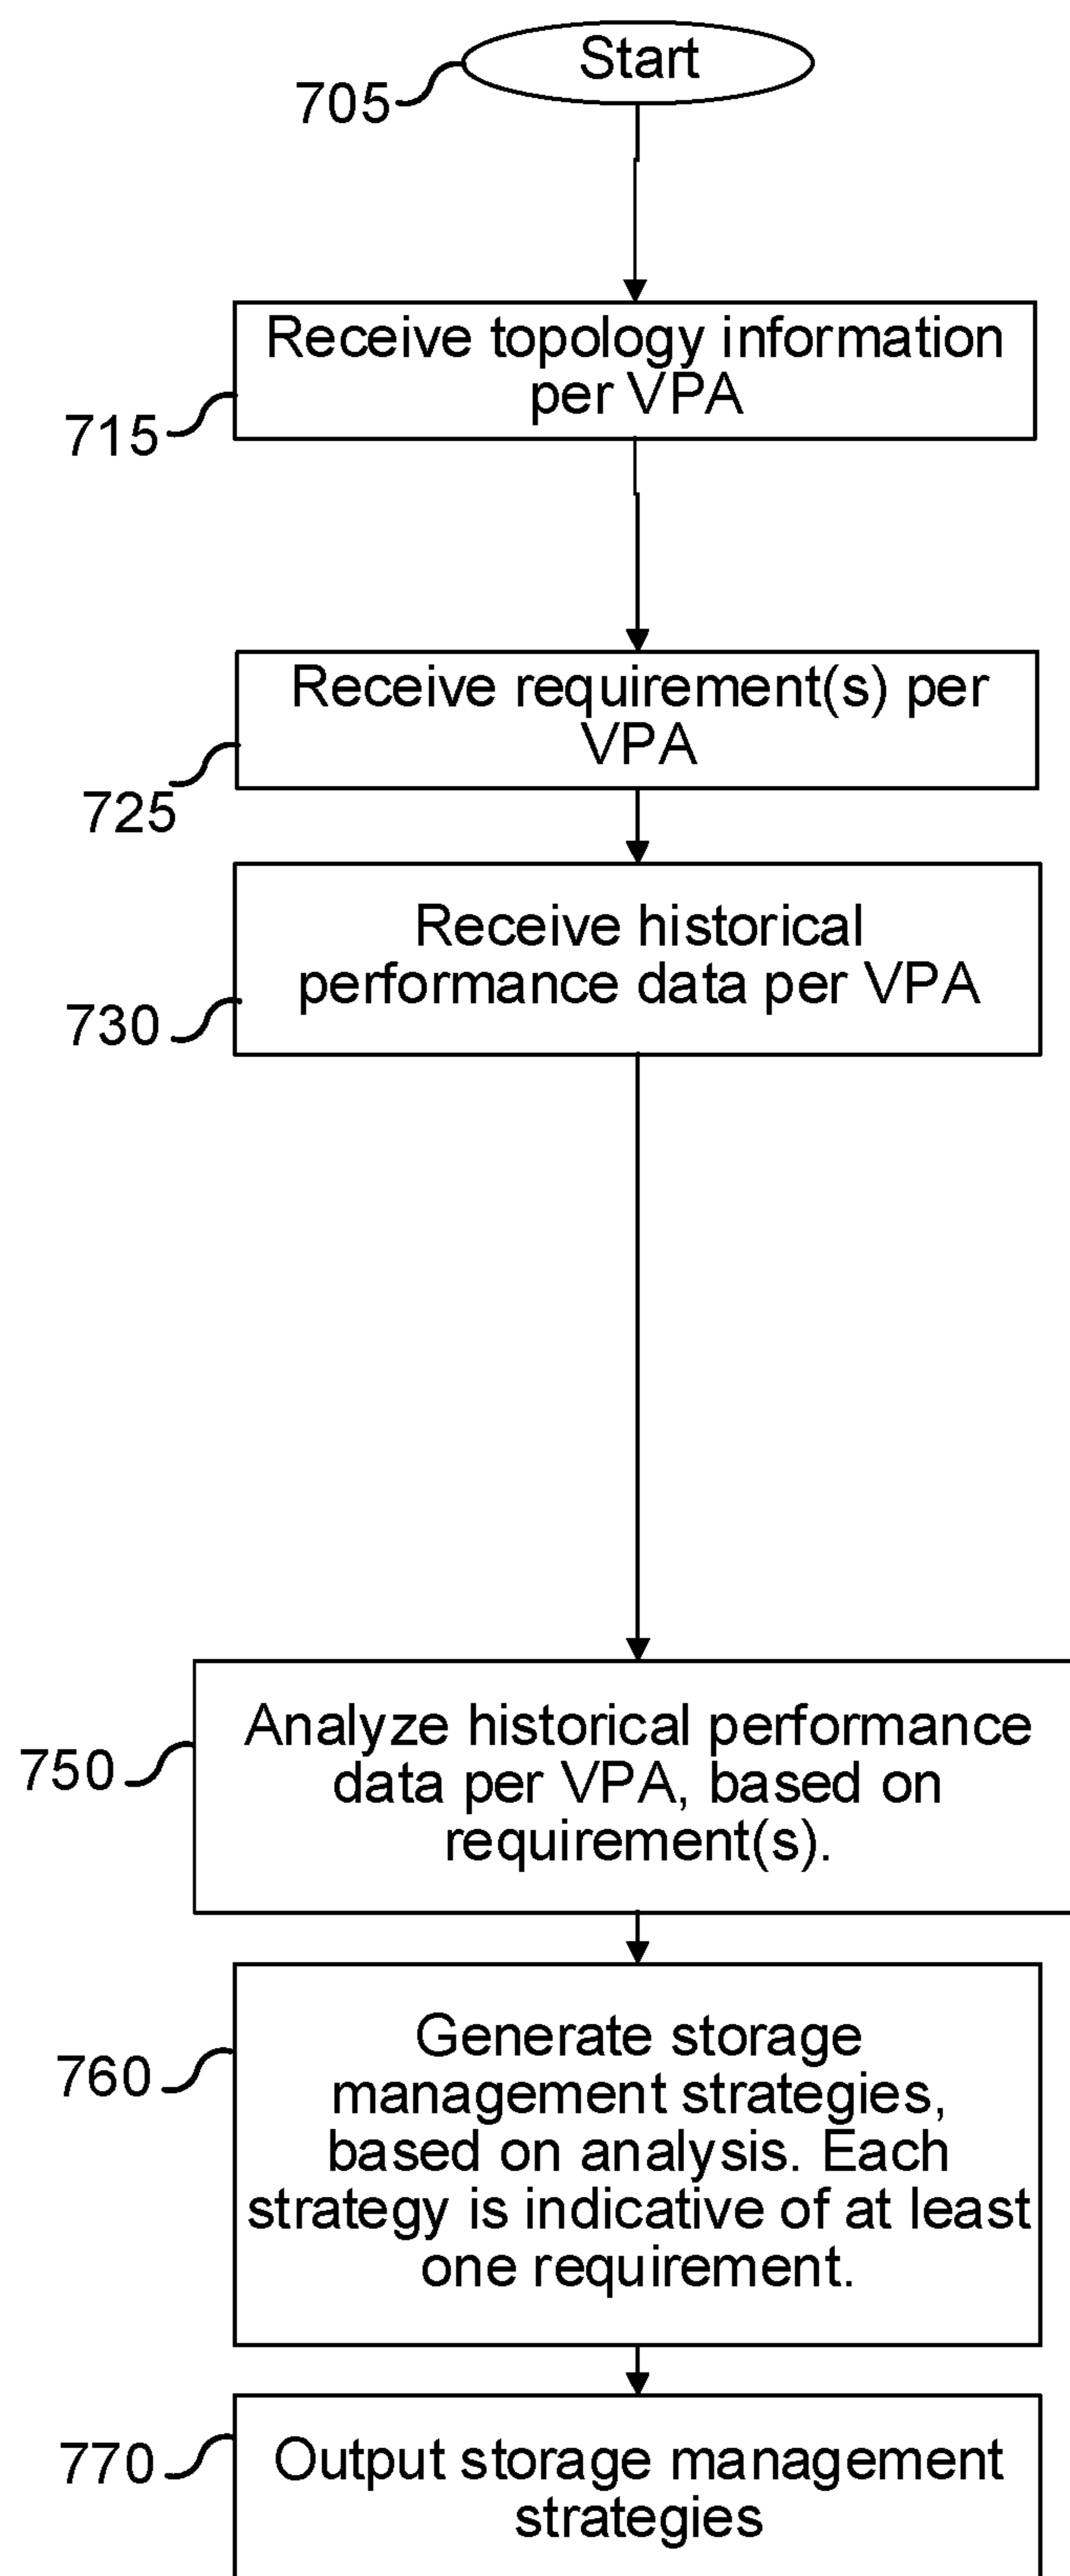 Start
705
Receive topology information
per VPA
715
Receive requirement(s) per
VPA
725
Receive historical
performance data per VPA
730
Analyze historical performance
data per VPA, based on
requirement(s).
750
Generate storage
management strategies,
based on analysis. Each
strategy is indicative of at least
one requirement.
760
Output storage management
strategies
770